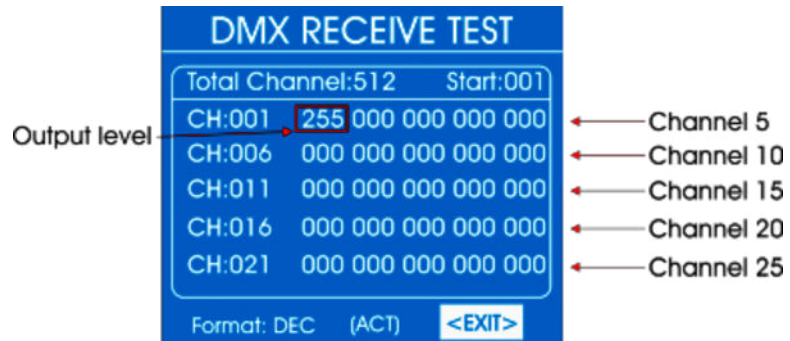 DMX RECEIVE TEST
Total Channel:512 Start:001
CH:001 255 000 000 000 000
Channel 5
Output level
CH:006 000 000 000 000 000
Channel 10
CH:011 000 000 000 000 000
Channel 15
CH:016 000 000 000 000 000
Channel 20
CH:021 000 000 000 000 000
Channel 25
Format: DEC (ACT) <EXIT>